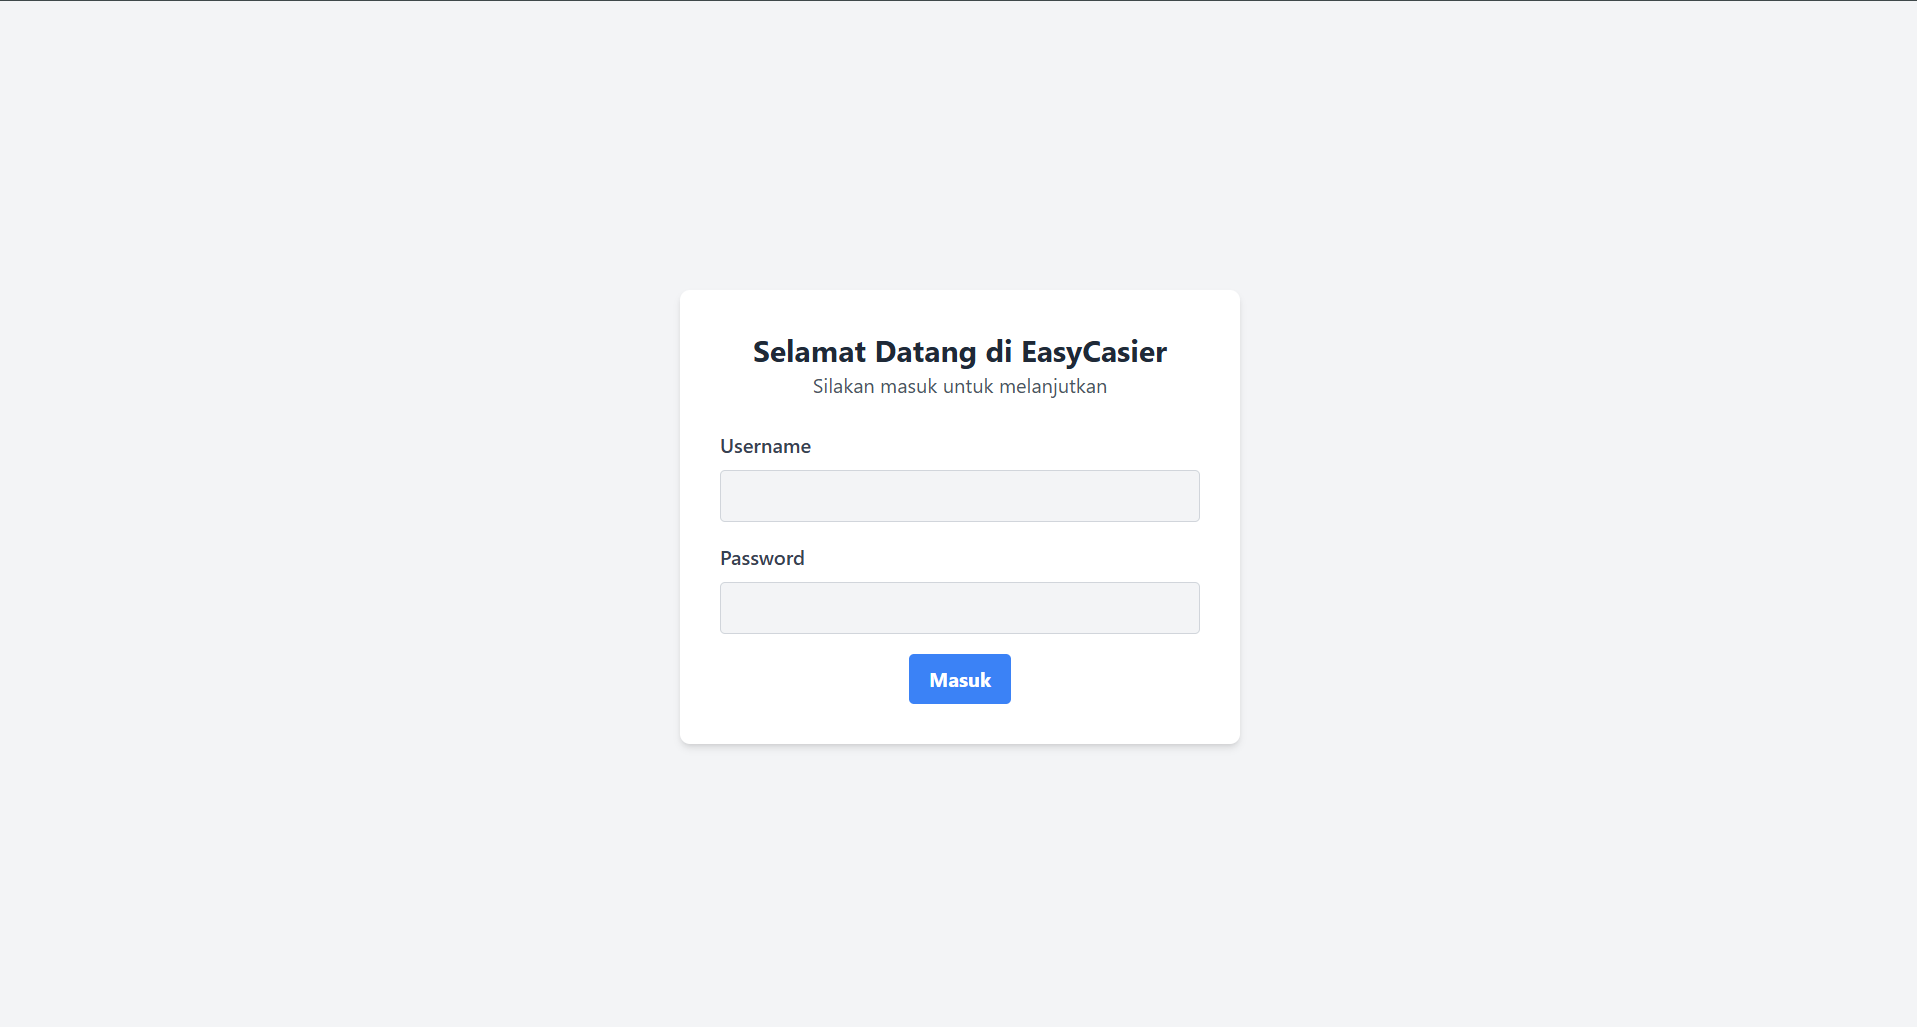 Selamat Datang di EasyCasier
Silakan masuk untuk melanjutkan
Username
Password
Masuk